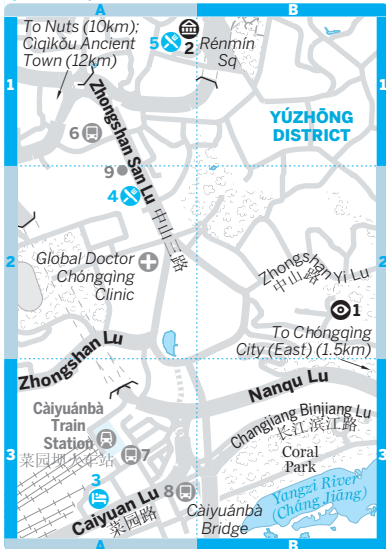 A
B
To Nuts (10km);
Cíqìkǒu Ancient
Town (12km)
5
2
Rénmín
Sq
1
1
YÚZHŌNG
DISTRICT
Zhongshan San Lu
中山三路
6
9
4
2
2
Global Doctor
Chóngqìng
Clinic
Zhongshan Yi Lu
中山一路
1
To Chóngqìng
City (East) (1.5km)
Zhongshan Lu
Nanqu Lu
Càiyuánbà
Train
Station
菜园坝火车站
Changjiang Binjiang Lu
长江滨江路
Coral
Park
3
3
7
3
8
Caiyuan Lu
菜园路
Càiyuánbà
Bridge
Yangzi River
(Cháng Jiāng)
A
B